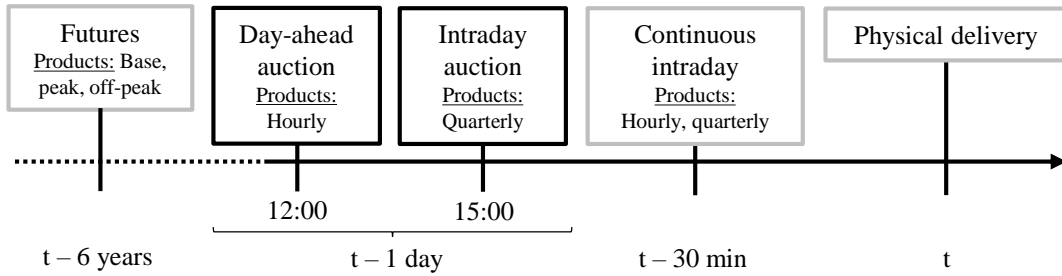 Futures
Products: Base,
peak, off-peak
Day-ahead
auction
Products:
Hourly
Intraday
auction
Products:
Quarterly
Continuous
intraday
Products:
Hourly, quarterly
Physical delivery
12:00
15:00
t – 6 years
t – 1 day
t – 30 min
t